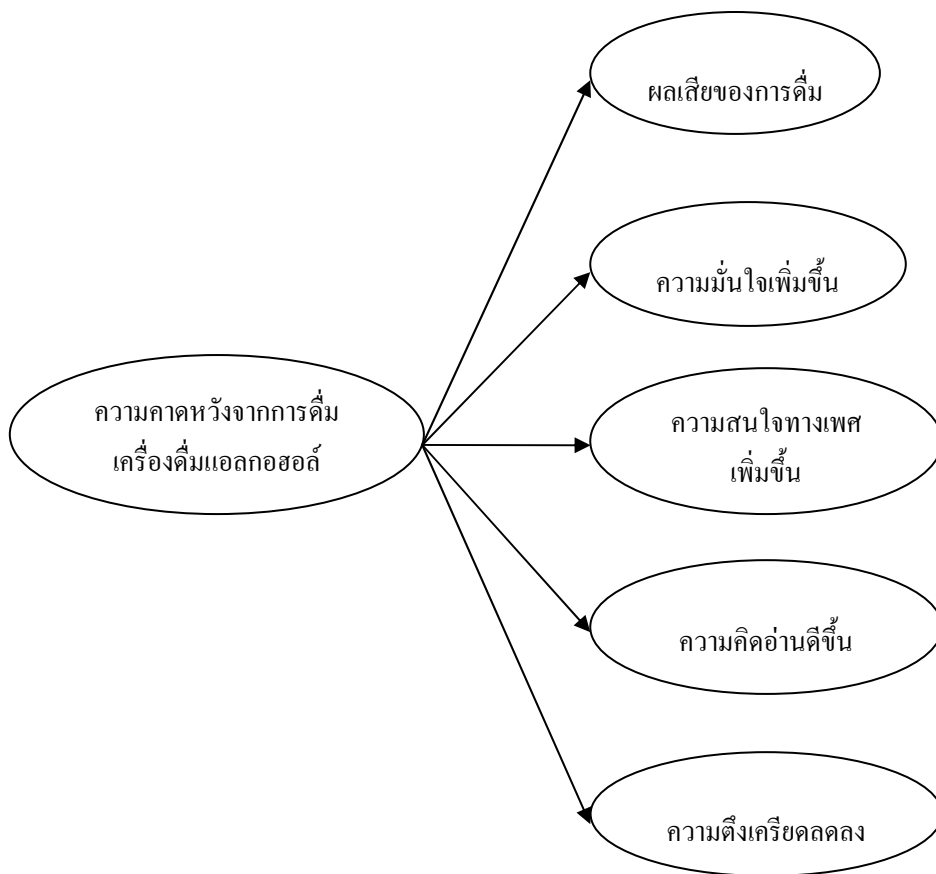 ผลเสียของการดื่ม
ความมั่นใจเพิ่มขึ้น
ความคาดหวังจากการดื่ม
เครื่องดื่มแอลกอฮอล์
ความสนใจทางเพศ
เพิ่มขึ้น
ความคิดอ่านดีขึ้น
ความตึงเครียดลดลง